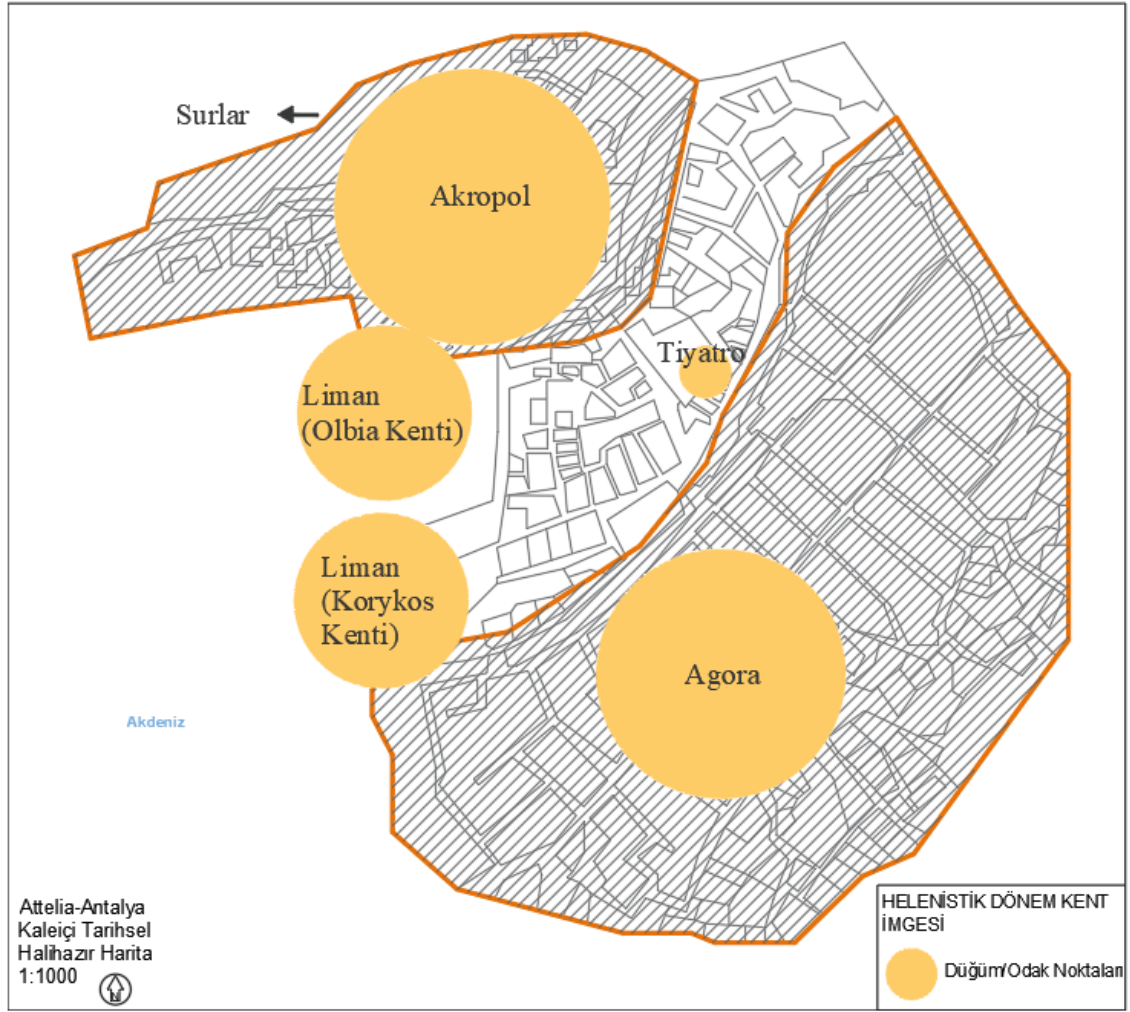 Surlar
Akropol
Tiyatro
Liman
(Olbia Kenti)
Liman
(Korykos
Kenti)
Agora
Akdeniz
Attelia-Antalya
Kaleiçi Tarihsel
Halihazır Harita
1:1000
N
HELENİSTİK DÖNEM KENT
İMGESİ
Düğüm/Odak Noktaları